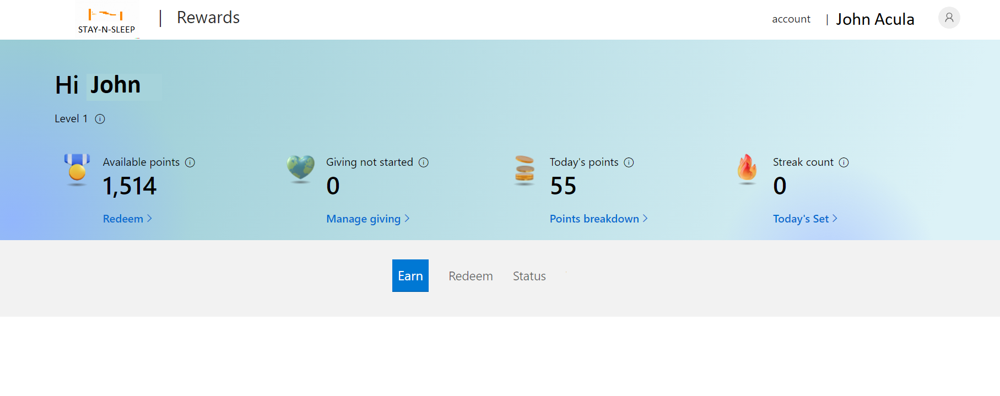 STAY-N-SLEEP
| Rewards
account | John Acula
Hi John
Level 1
Available points
1,514
Redeem >
Giving not started
0
Manage giving >
Today's points
55
Points breakdown >
Streak count
0
Today's Set >
Earn Redeem Status